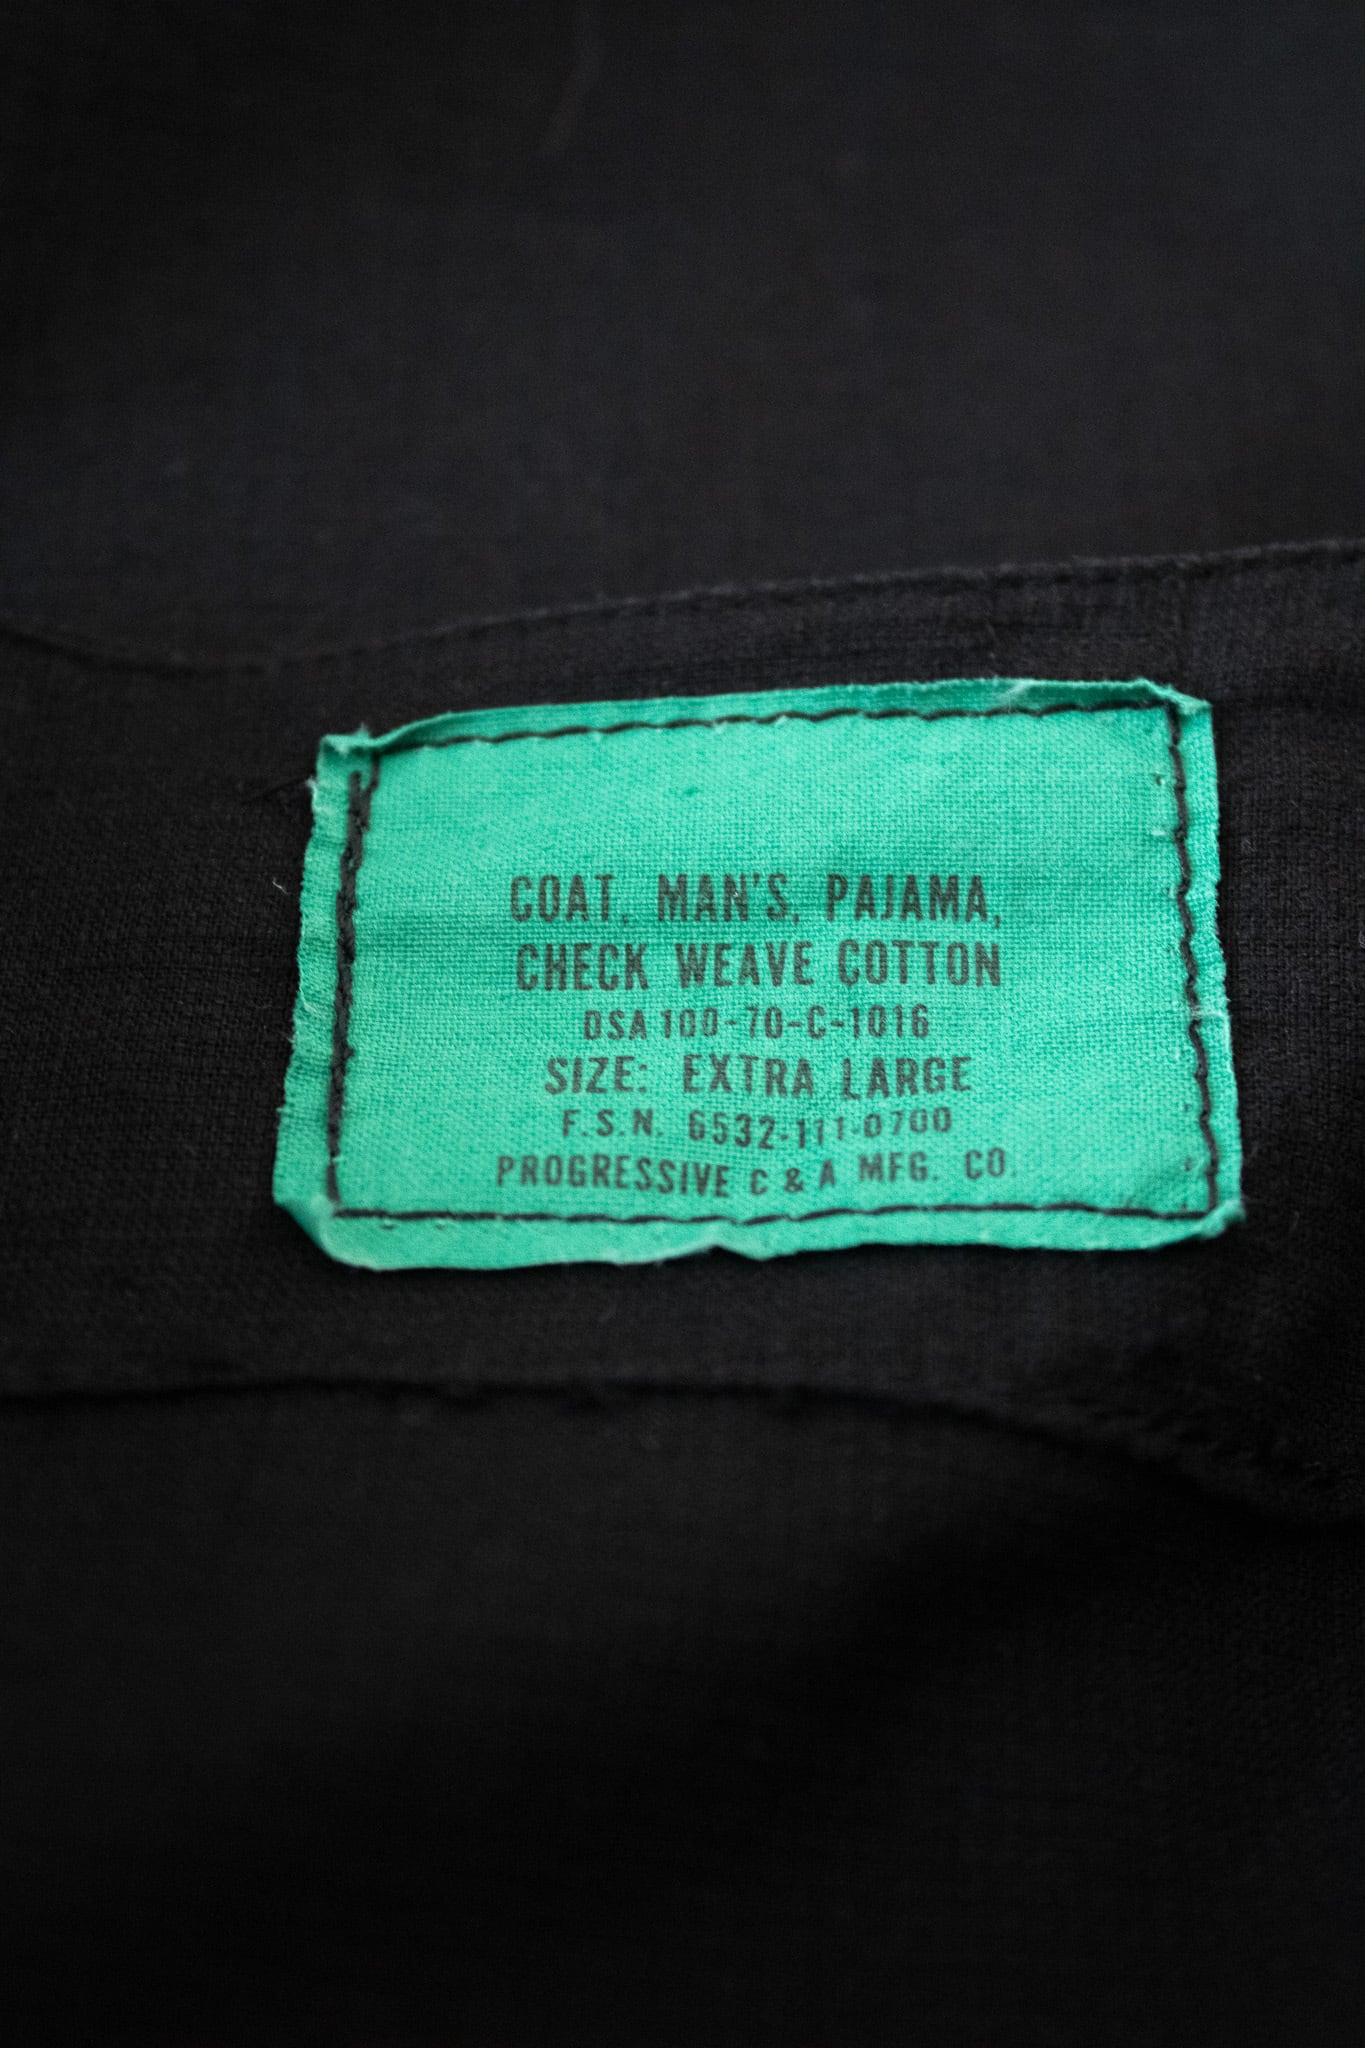 COAT, MAN'S, PAJAMA,
CHECK WEAVE COTTON
DSA 100-70-C-1016
SIZE: EXTRA LARGE
F.S.N. 6532-111-0700
PROGRESSIVE C & A MFG. CO.